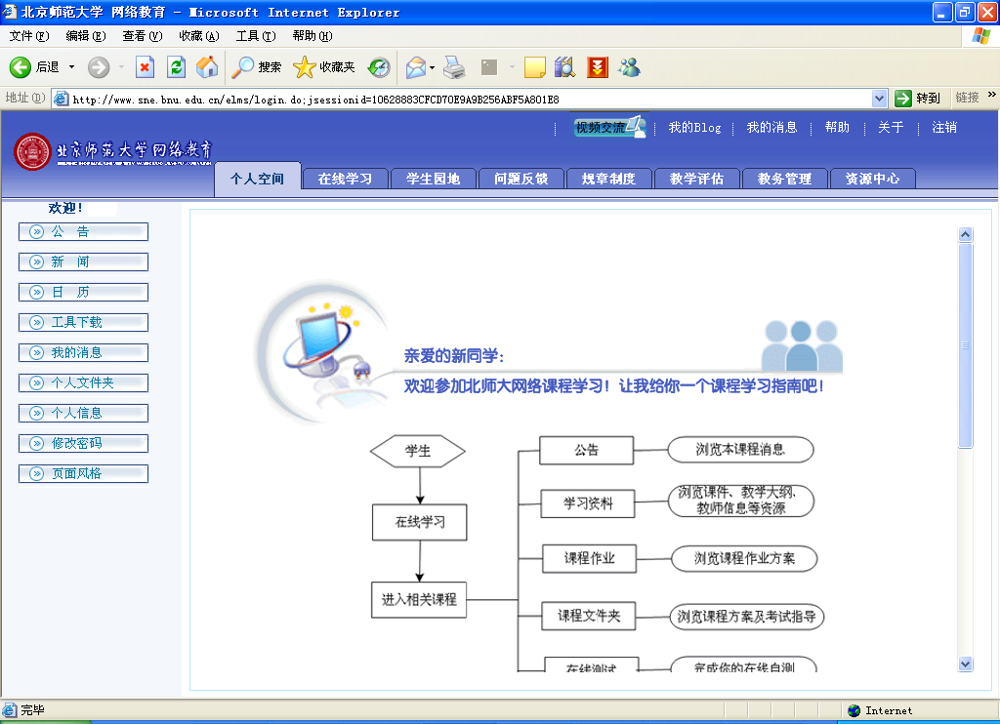 北京师范大学 网络教育 - Microsoft Internet Explorer
文件(F) 编辑(E) 查看(V) 收藏(A) 工具(T) 帮助(H)
后退 搜索 收藏夹
地址(D) http://www.sne.bnu.edu.cn/elms/login.do;jsessionid=10628883CFCD70E9A9B256ABF5A801E8 转到 链接 »
视频交流 | 我的Blog | 我的消息 | 帮助 | 关于 | 注销
北京师范大学网络教育
个人空间 在线学习 学生园地 问题反馈 规章制度 教学评估 教务管理 资源中心
欢迎!
公 告
新 闻
日 历
工具下载
我的消息
个人文件夹
个人信息
修改密码
页面风格
亲爱的新同学:
欢迎参加北师大网络课程学习! 让我给你一个课程学习指南吧!
学生
在线学习
进入相关课程
公告
浏览本课程消息
学习资料
浏览课件、教学大纲、
教师信息等资源
课程作业
浏览课程作业方案
课程文件夹
浏览课程方案及考试指导
在线测试
完成你的在线自测
完毕
Internet